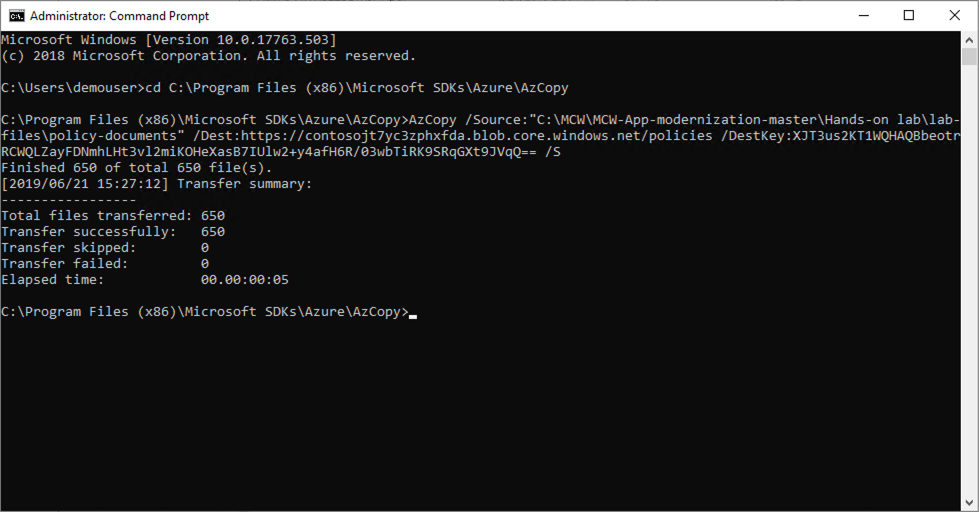 Administrator: Command Prompt
Microsoft Windows [Version 10.0.17763.503]
(c) 2018 Microsoft Corporation. All rights reserved.
C:\Users\demouser>cd C:\Program Files (x86)\Microsoft SDKs\Azure\AzCopy
C:\Program Files (x86)\Microsoft SDKs\Azure\AzCopy>AzCopy /Source:"C:\MCW\MCW-App-modernization-master\Hands-on lab\lab-
files\policy-documents" /Dest:https://contosojt7yc3zphxfda.blob.core.windows.net/policies /DestKey:XJT3us2KT1WQHAQBbeotr
RCWQLZayFDNmhLHt3vl2miKOHeXasB7IUlw2+y4afH6R/03wbTiRK9SRqGXt9JVqQ== /S
Finished 650 of total 650 file(s).
[2019/06/21 15:27:12] Transfer summary:
-----------------
Total files transferred: 650
Transfer successfully:   650
Transfer skipped:        0
Transfer failed:         0
Elapsed time:            00.00:00:05
C:\Program Files (x86)\Microsoft SDKs\Azure\AzCopy>